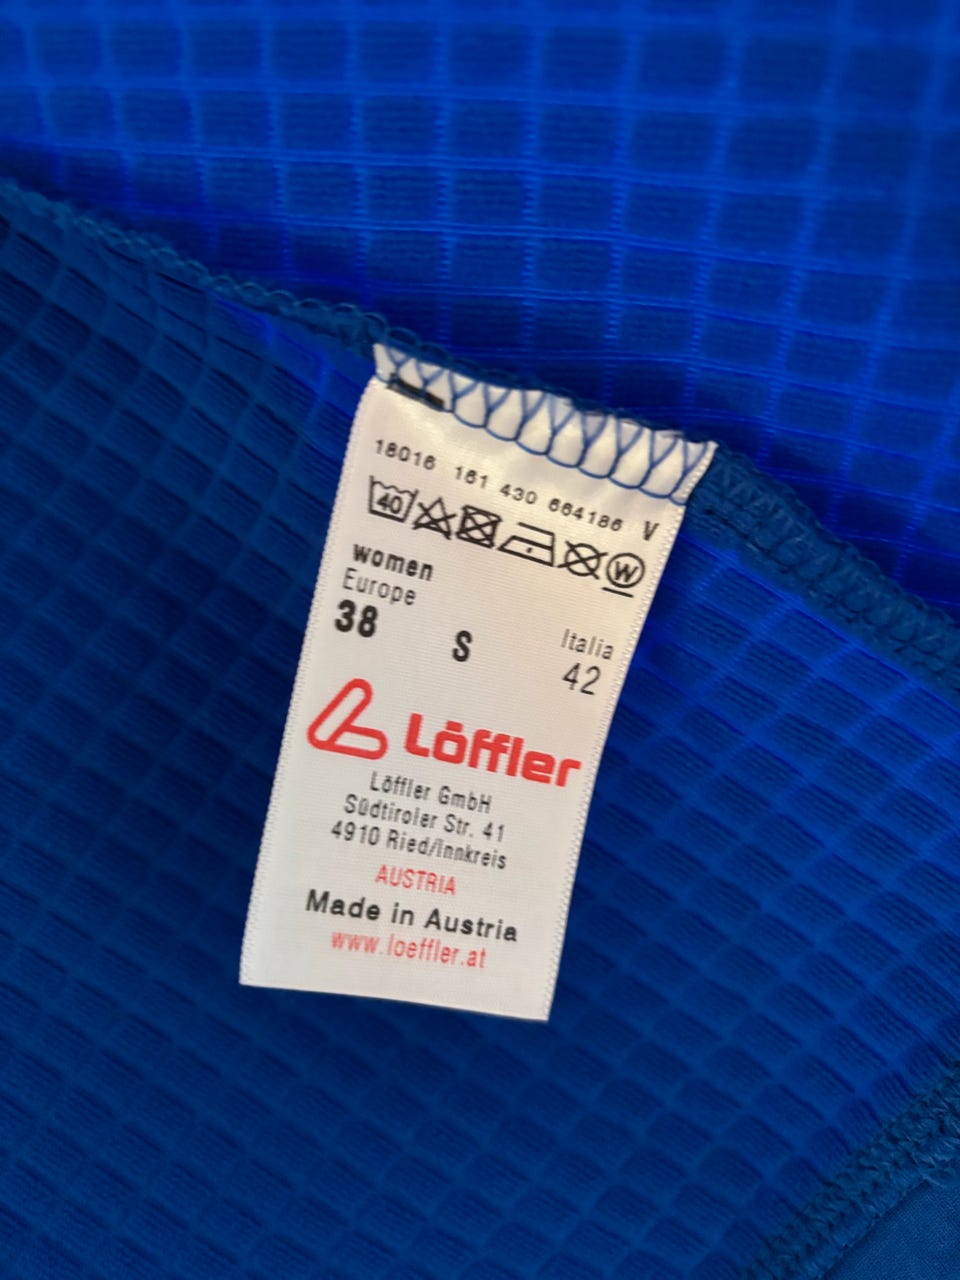 18016 161 430 664186 V
40 W
women
Europe
38 S Italia
42
Löffler
Löffler GmbH
Südtiroler Str. 41
4910 Ried/Innkreis
AUSTRIA
Made in Austria
www.loeffler.at